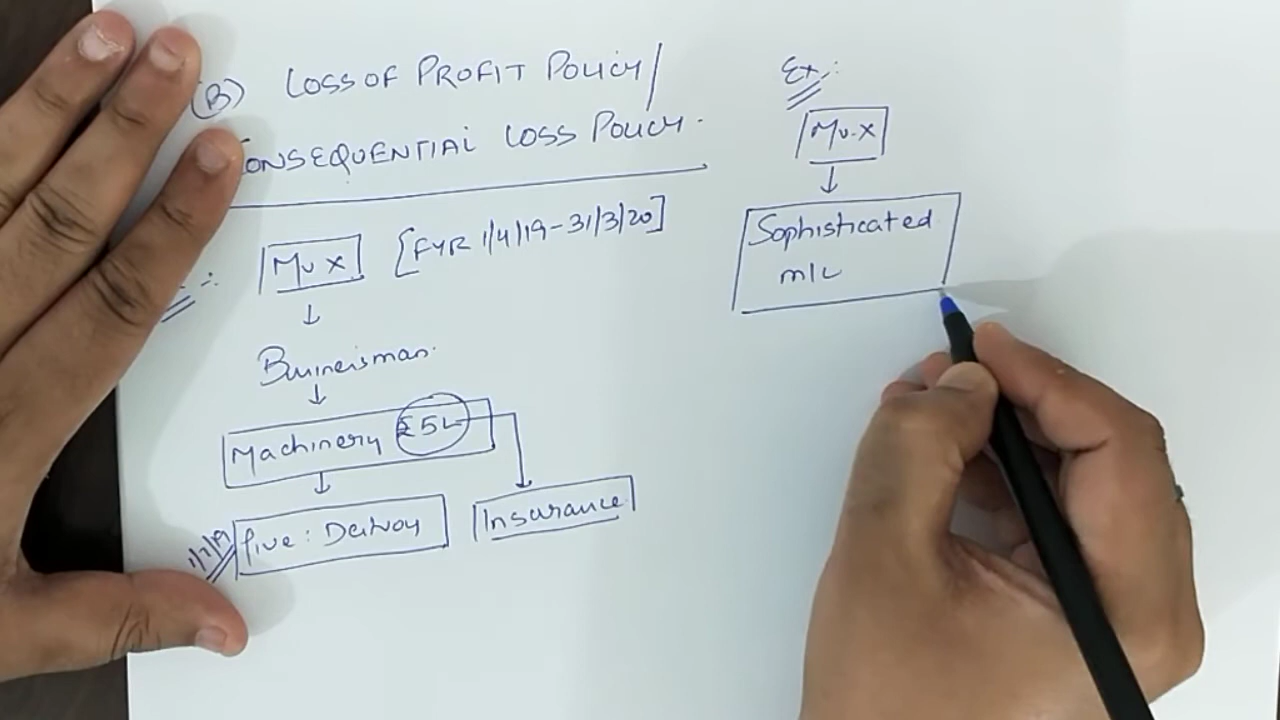 (B) LOSS OF PROFIT POLICY/
ONSEQUENTIAL LOSS POLICY.
Mr X [FYR 1/4/19-31/3/20]
Businessman.
Machinery ₹5L
fire: Destroy
1/7/19
Insurance
Ex:
Mr. X
Sophisticated
m/c